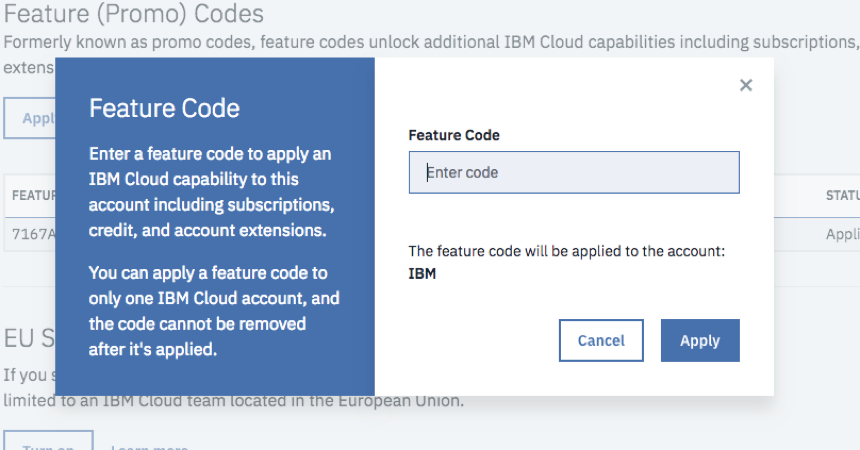 Feature (Promo) Codes
Formerly known as promo codes, feature codes unlock additional IBM Cloud capabilities including subscriptions,
extens
Appl
Feature Code
Enter a feature code to apply an
IBM Cloud capability to this
account including subscriptions,
credit, and account extensions.
You can apply a feature code to
only one IBM Cloud account, and
the code cannot be removed
after it's applied.
×
Feature Code
Enter code
The feature code will be applied to the account:
IBM
Cancel Apply
FEATUR STATU
7167A Appli
EU S
If you s
limited to an IBM Cloud team located in the European Union.
Turn on Learn more